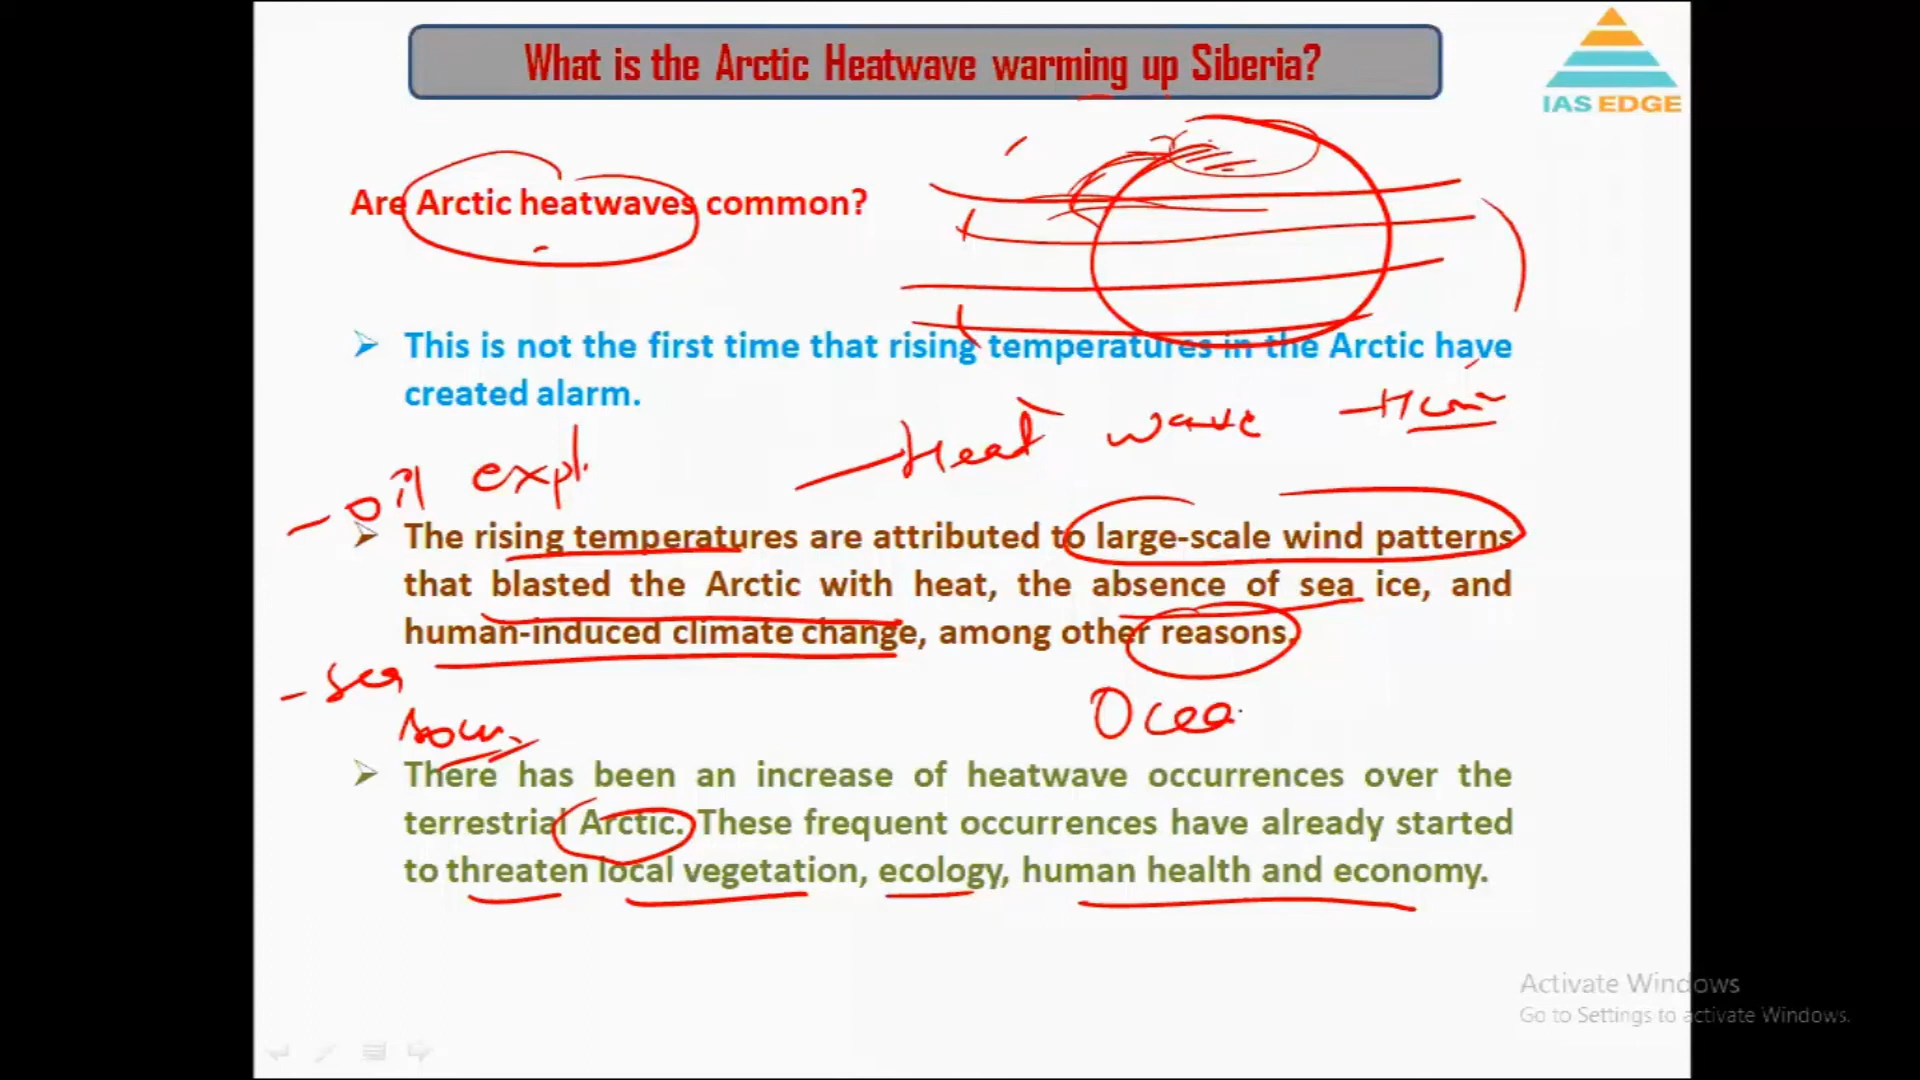 What is the Arctic Heatwave warming up Siberia?
IAS EDGE
Are Arctic heatwaves common?
This is not the first time that rising temperatures in the Arctic have
created alarm.
Heat wave
oil expl.
The rising temperatures are attributed to large-scale wind patterns
that blasted the Arctic with heat, the absence of sea ice, and
human-induced climate change, among other reasons.
Sea
Ocea
There has been an increase of heatwave occurrences over the
terrestrial Arctic. These frequent occurrences have already started
to threaten local vegetation, ecology, human health and economy.
Activate Windows
Go to Settings to activate Windows.